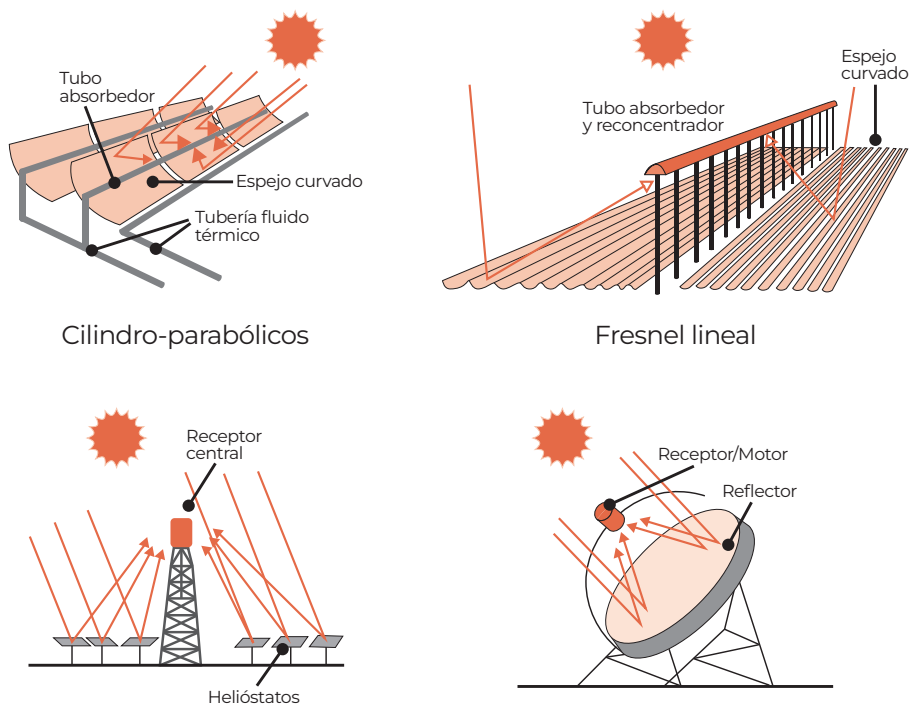 Tubo
absorbedor
Espejo curvado
Tubería fluido
térmico
Cilindro-parabólicos
Espejo
curvado
Tubo absorbedor
y reconcentrador
Fresnel lineal
Receptor
central
Helióstatos
Receptor/Motor
Reflector